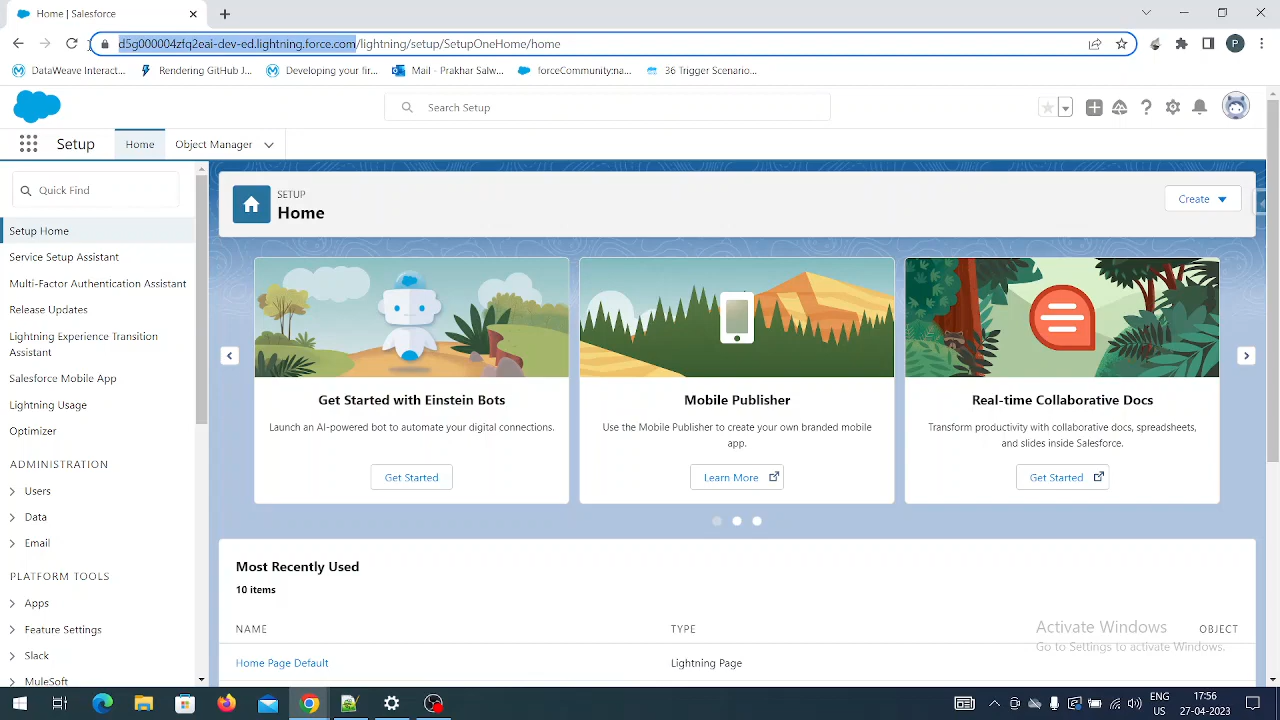 Home | Salesforce
d5g000004zfq2eai-dev-ed.lightning.force.com/lightning/setup/SetupOneHome/home
P
DataWeave Interact...
Rendering GitHub J...
Developing your fir...
Mail - Prakhar Salw...
forceCommunity:na...
36 Trigger Scenario...
Search Setup
Setup
Home
Object Manager
Quick Find
Setup Home
Service Setup Assistant
Multi-Factor Authentication Assistant
Release Updates
Lightning Experience Transition
Assistant
Salesforce Mobile App
Lightning Usage
Optimizer
ADMINISTRATION
Users
Data
Email
PLATFORM TOOLS
Apps
Feature Settings
Slack
MuleSoft
SETUP
Home
Create
Get Started with Einstein Bots
Launch an AI-powered bot to automate your digital connections.
Get Started
Mobile Publisher
Use the Mobile Publisher to create your own branded mobile
app.
Learn More
Real-time Collaborative Docs
Transform productivity with collaborative docs, spreadsheets,
and slides inside Salesforce.
Get Started
Most Recently Used
10 items
NAME
TYPE
OBJECT
Home Page Default
Lightning Page
Activate Windows
Go to Settings to activate Windows.
ENG
IN
17:56
27-04-2023